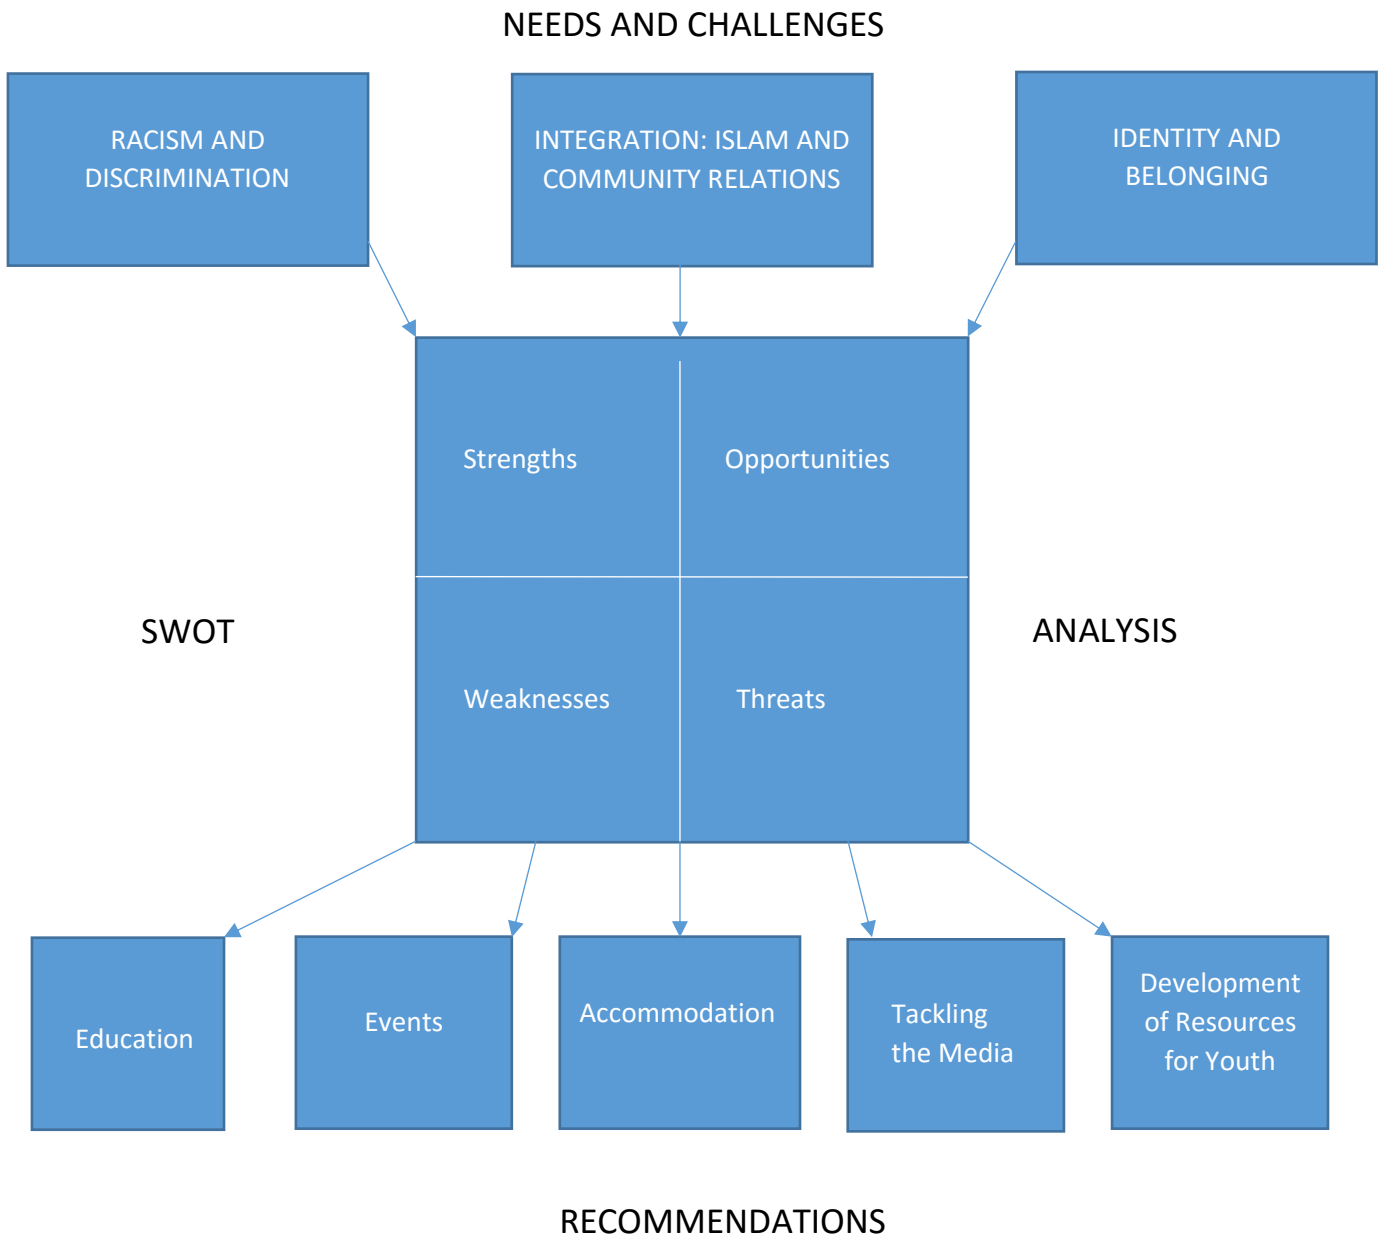 NEEDS AND CHALLENGES
RACISM AND
DISCRIMINATION
INTEGRATION: ISLAM AND
COMMUNITY RELATIONS
IDENTITY AND
BELONGING
Strengths
Opportunities
SWOT
ANALYSIS
Weaknesses
Threats
Education
Events
Accommodation
Tackling
the Media
Development
of Resources
for Youth
RECOMMENDATIONS